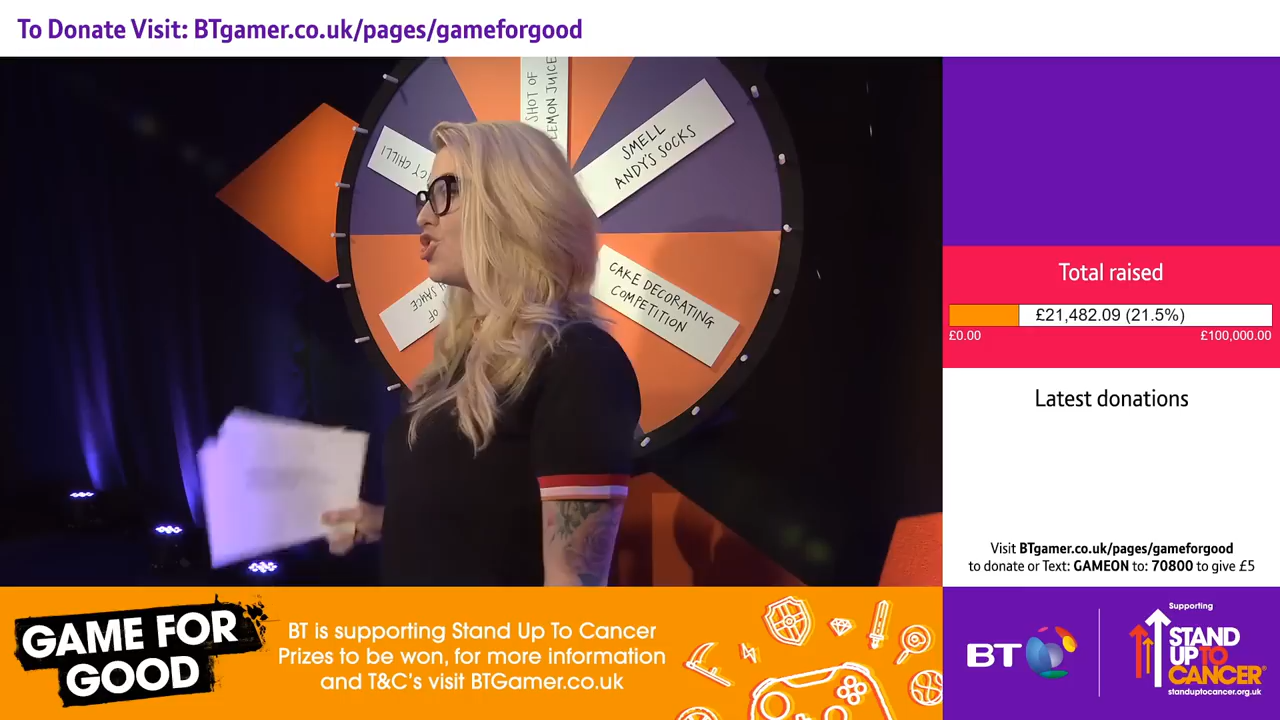 To Donate Visit: BTgamer.co.uk/pages/gameforgood
SHOT OF
LEMON JUICE
SMELL
ANDY'S SOCKS
CHILLI
CAKE DECORATING
COMPETITION
SAUCE
OF
Total raised
£21,482.09 (21.5%)
£0.00
£100,000.00
Latest donations
Visit BTgamer.co.uk/pages/gameforgood
to donate or Text: GAMEON to: 70800 to give £5
GAME FOR
GOOD
BT is supporting Stand Up To Cancer
Prizes to be won, for more information
and T&C's visit BTGamer.co.uk
BT
Supporting
STAND
UP TO
CANCER
standuptocancer.org.uk